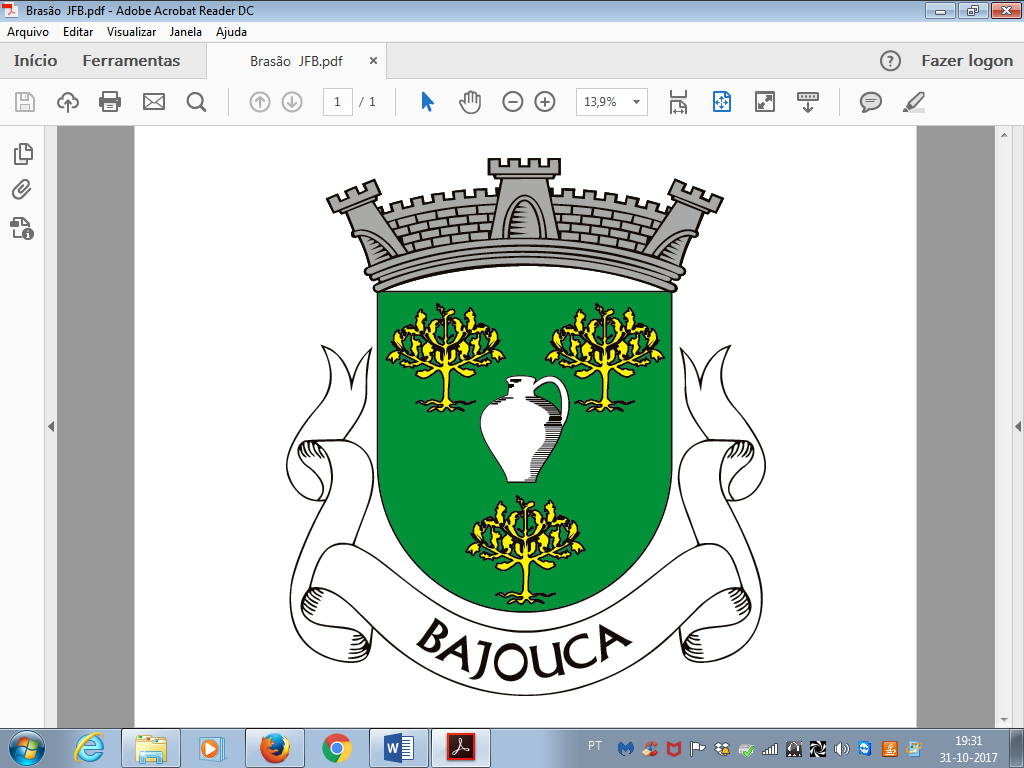 Brasão JFB.pdf - Adobe Acrobat Reader DC
Arquivo Editar Visualizar Janela Ajuda
Início Ferramentas Brasão JFB.pdf × Fazer logon
1 / 1 13,9%
BAJOUCA
PT 19:31
31-10-2017